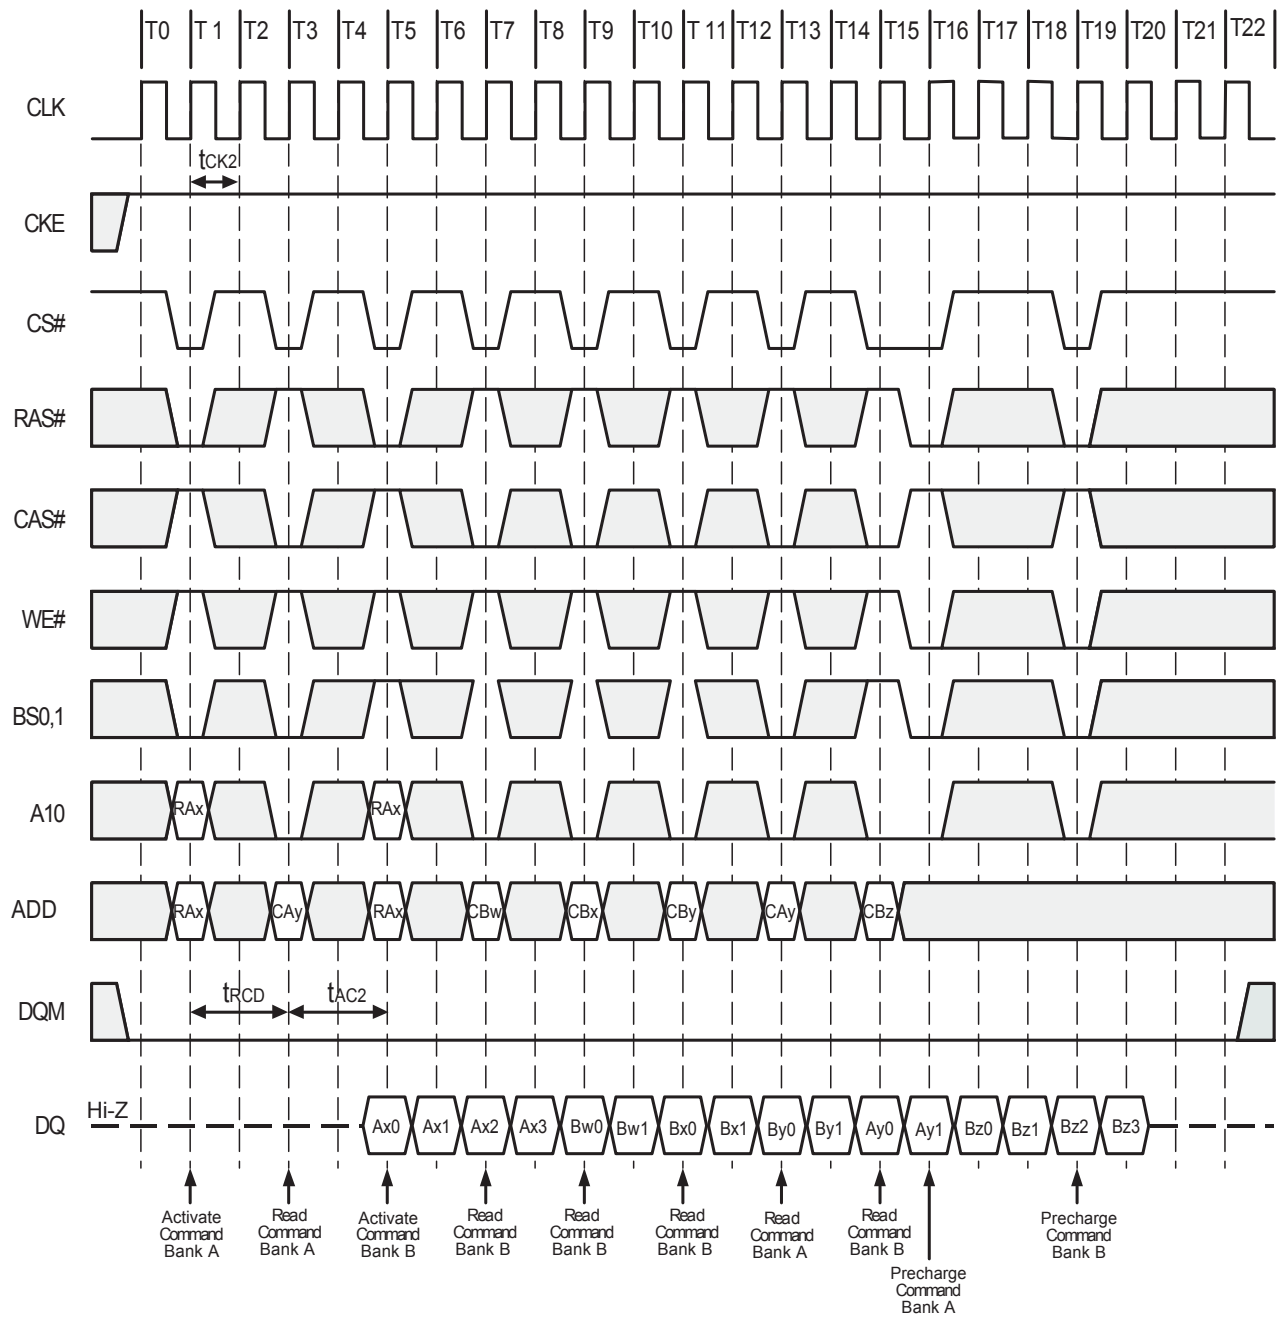 T0 T 1 T2 T3 T4 T5 T6 T7 T8 T9 T10 T 11 T12 T13 T14 T15 T16 T17 T18 T19 T20 T21 T22
CLK
tCK2
CKE
CS#
RAS#
CAS#
WE#
BS0,1
A10 RAx RAx
ADD RAx CAy RAx CBw CBx CBy CAy CBz
DQM tRCD tAC2
Hi-Z
DQ Ax0 Ax1 Ax2 Ax3 Bw0 Bw1 Bx0 Bx1 By0 By1 Ay0 Ay1 Bz0 Bz1 Bz2 Bz3
Activate
Command
Bank A
Read
Command
Bank A
Activate
Command
Bank B
Read
Command
Bank B
Read
Command
Bank B
Read
Command
Bank B
Read
Command
Bank A
Read
Command
Bank B
Precharge
Command
Bank A
Precharge
Command
Bank B